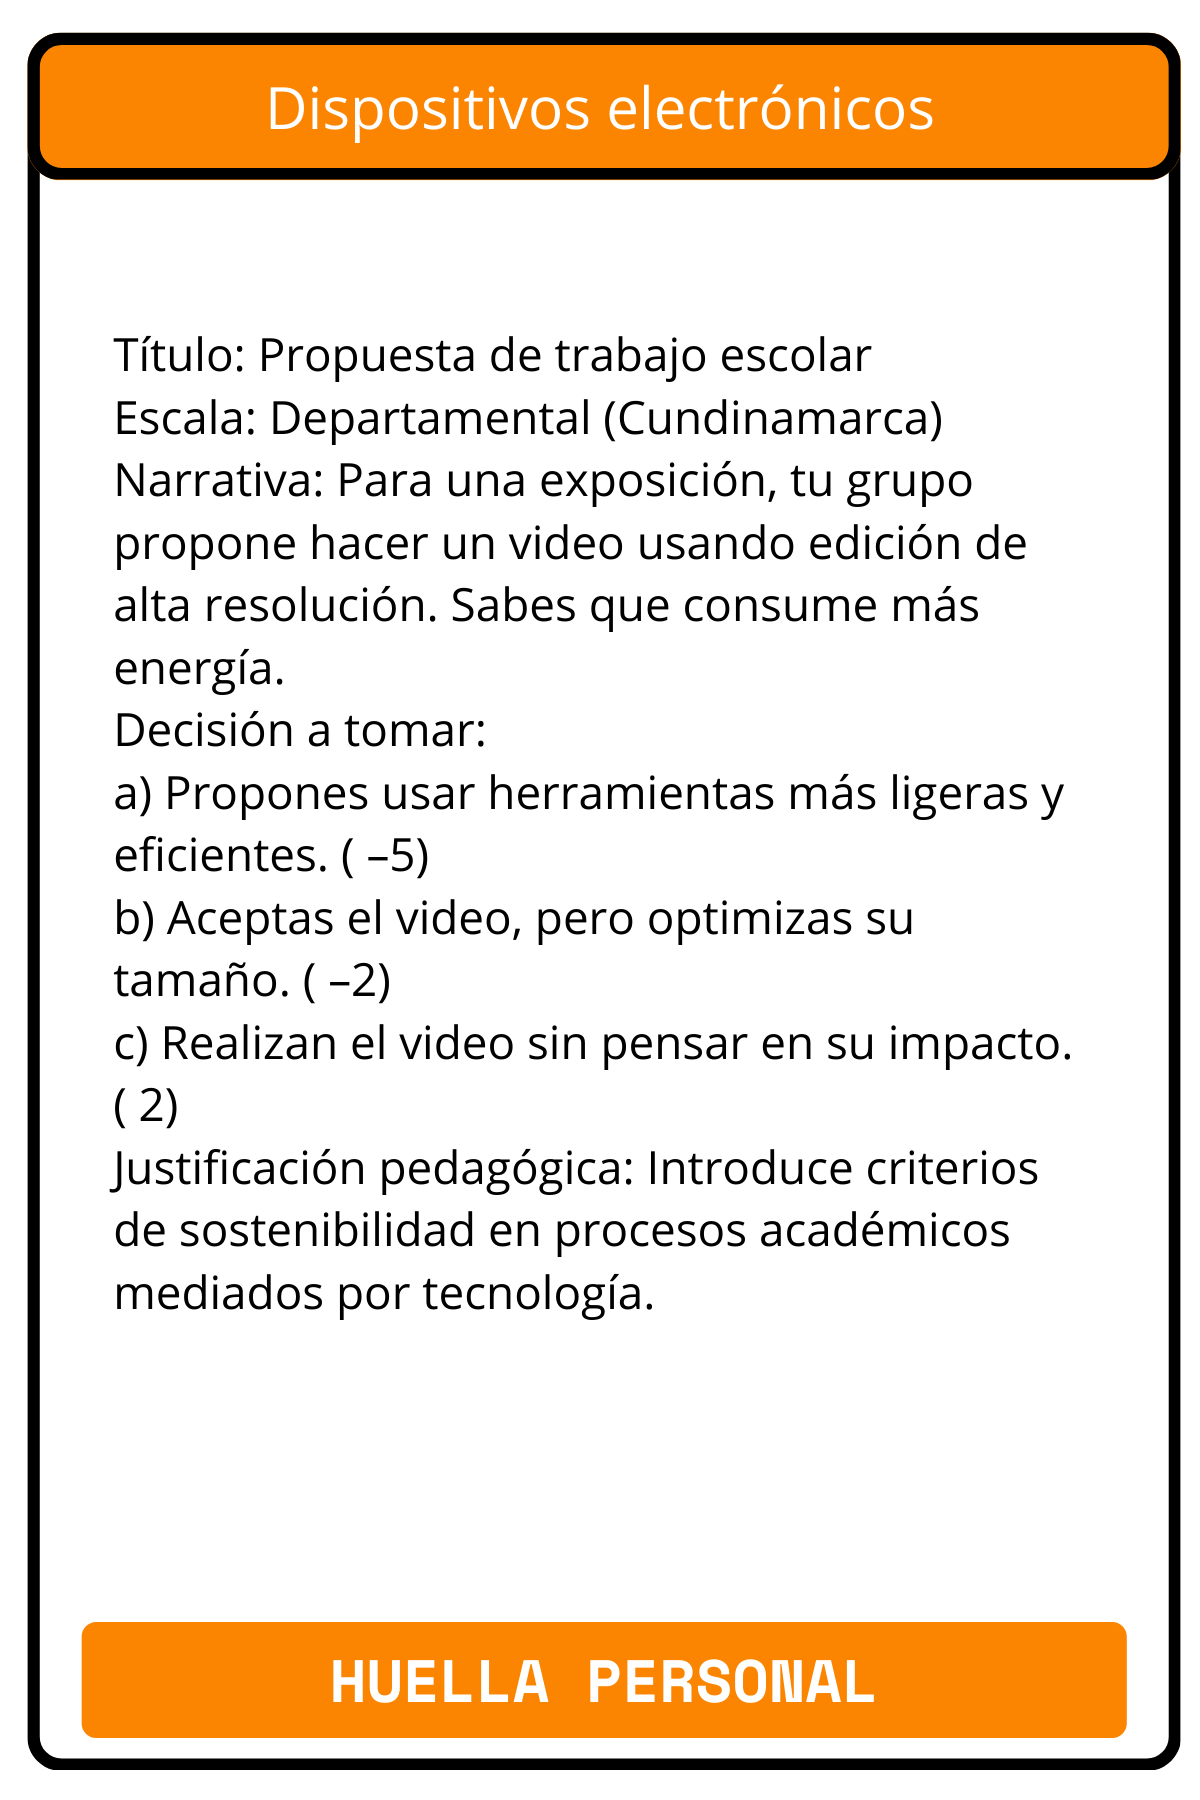 Dispositivos electrónicos
Título: Propuesta de trabajo escolar
Escala: Departamental (Cundinamarca)
Narrativa: Para una exposición, tu grupo
propone hacer un video usando edición de
alta resolución. Sabes que consume más
energía.
Decisión a tomar:
a) Propones usar herramientas más ligeras y
eficientes. ( –5)
b) Aceptas el video, pero optimizas su
tamaño. ( –2)
c) Realizan el video sin pensar en su impacto.
( 2)
Justificación pedagógica: Introduce criterios
de sostenibilidad en procesos académicos
mediados por tecnología.
HUELLA PERSONAL